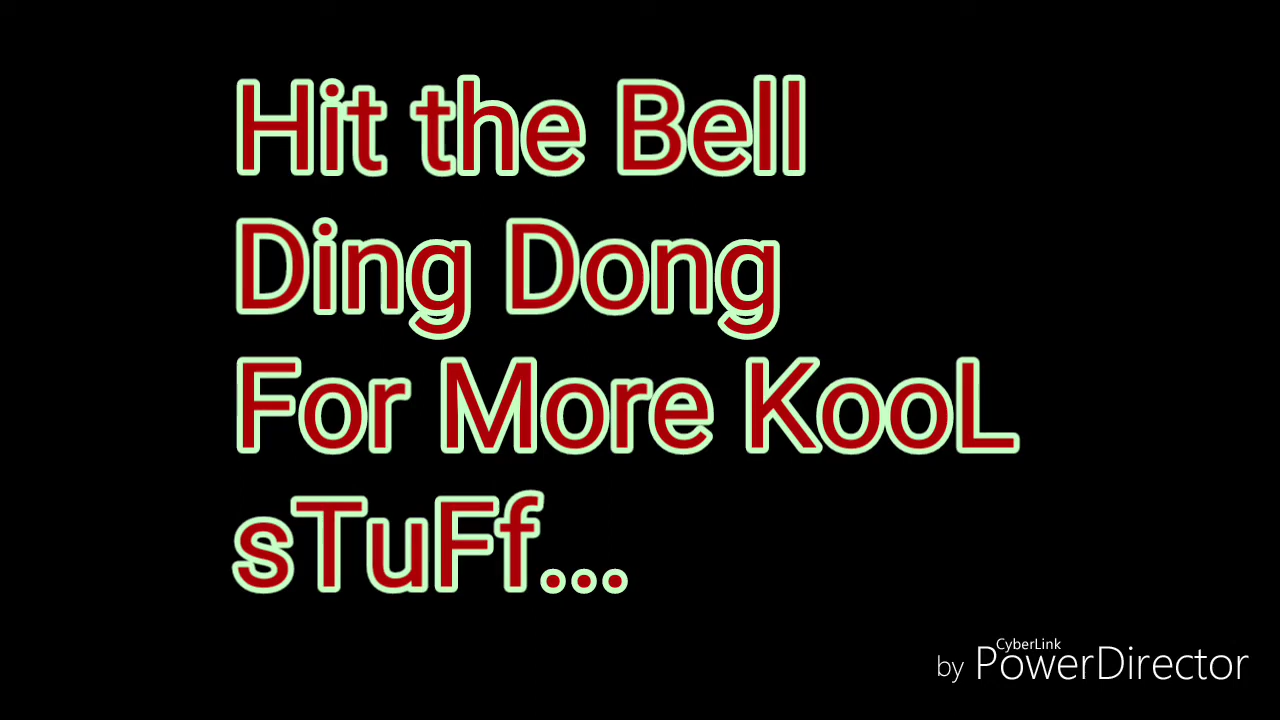 Hit the Bell
Ding Dong
For More KooL
sTuFf...
CyberLink
by PowerDirector